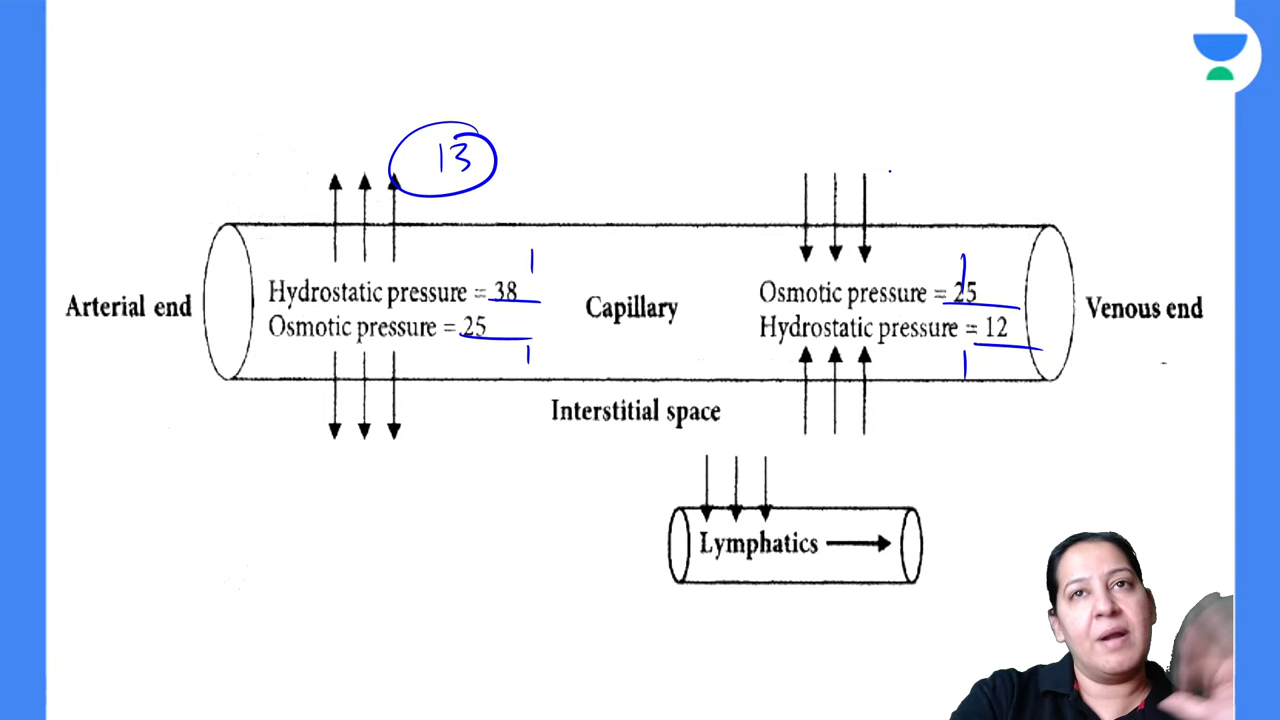 13
Hydrostatic pressure = 38
Osmotic pressure = 25
Arterial end
Capillary
Osmotic pressure = 25
Hydrostatic pressure = 12
Venous end
Interstitial space
Lymphatics